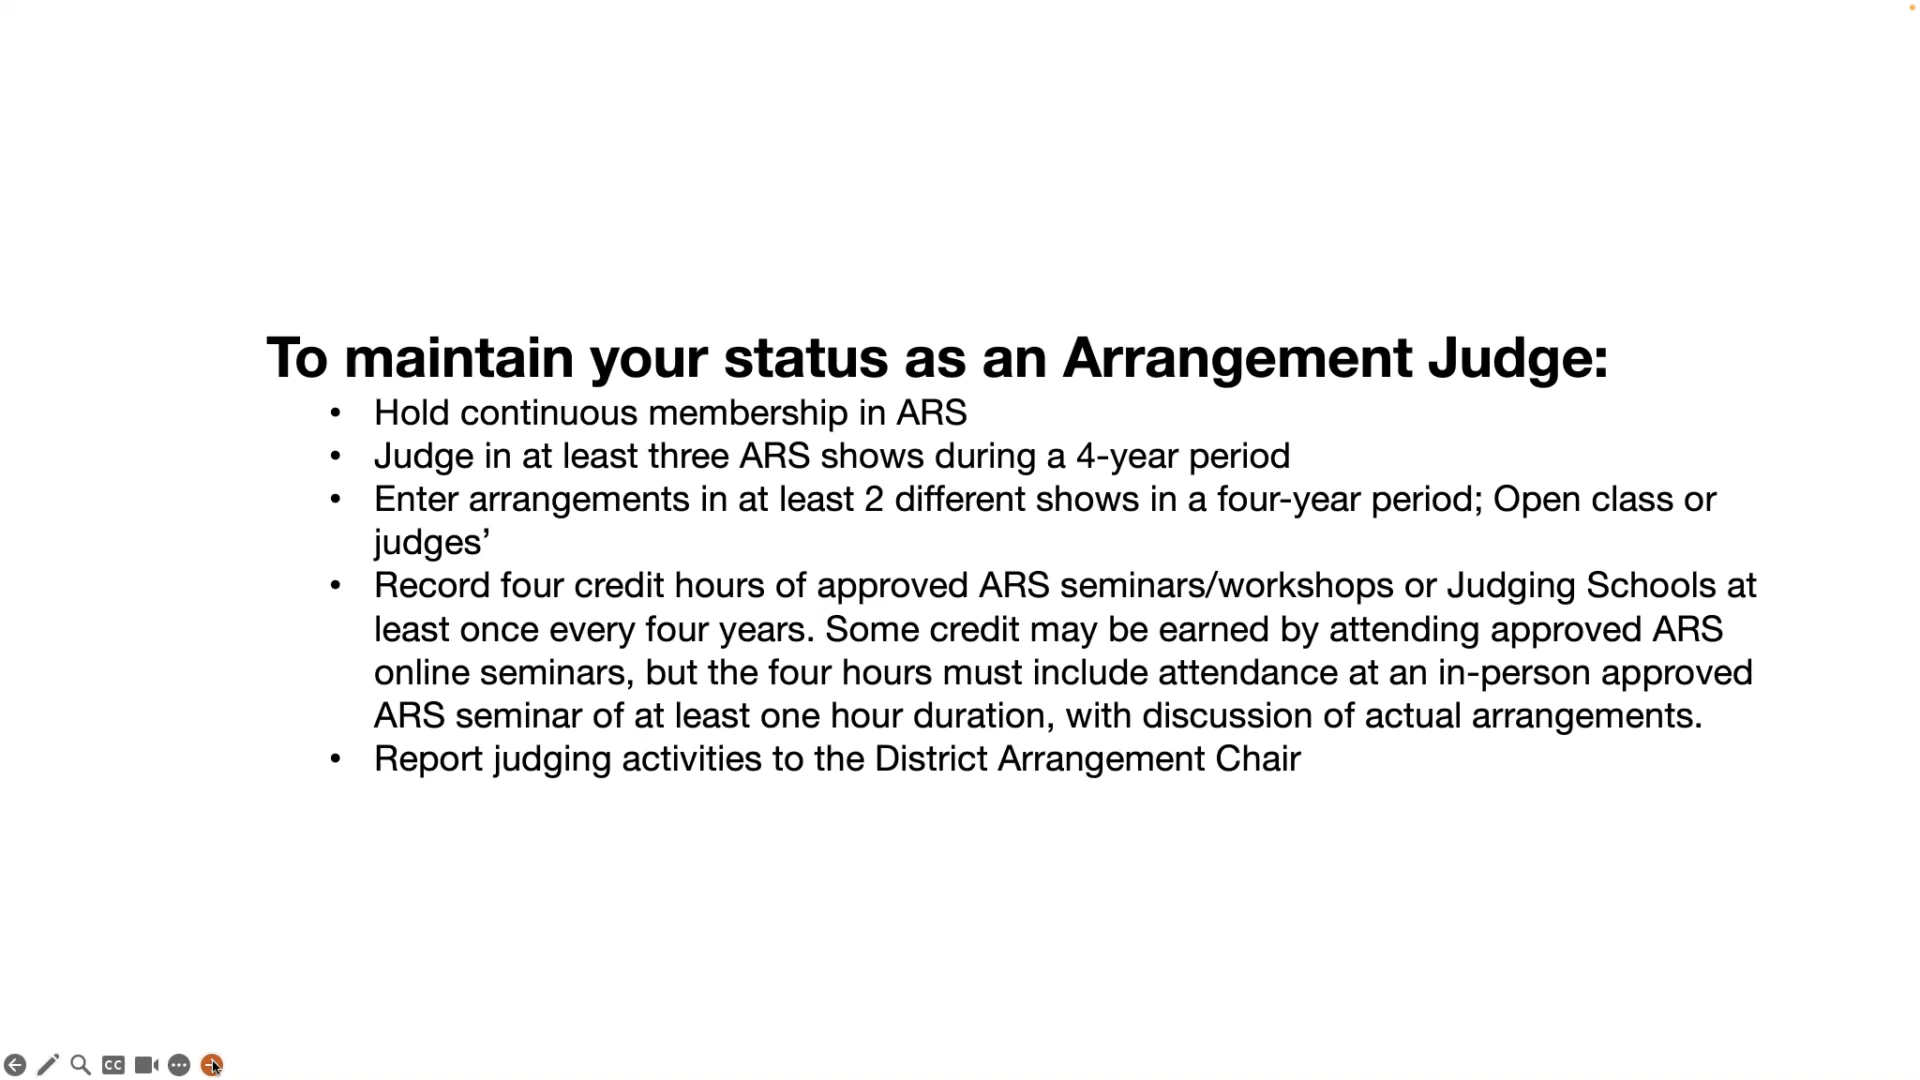 To maintain your status as an Arrangement Judge:
• Hold continuous membership in ARS
• Judge in at least three ARS shows during a 4-year period
• Enter arrangements in at least 2 different shows in a four-year period; Open class or
judges’
• Record four credit hours of approved ARS seminars/workshops or Judging Schools at
least once every four years. Some credit may be earned by attending approved ARS
online seminars, but the four hours must include attendance at an in-person approved
ARS seminar of at least one hour duration, with discussion of actual arrangements.
• Report judging activities to the District Arrangement Chair
CC